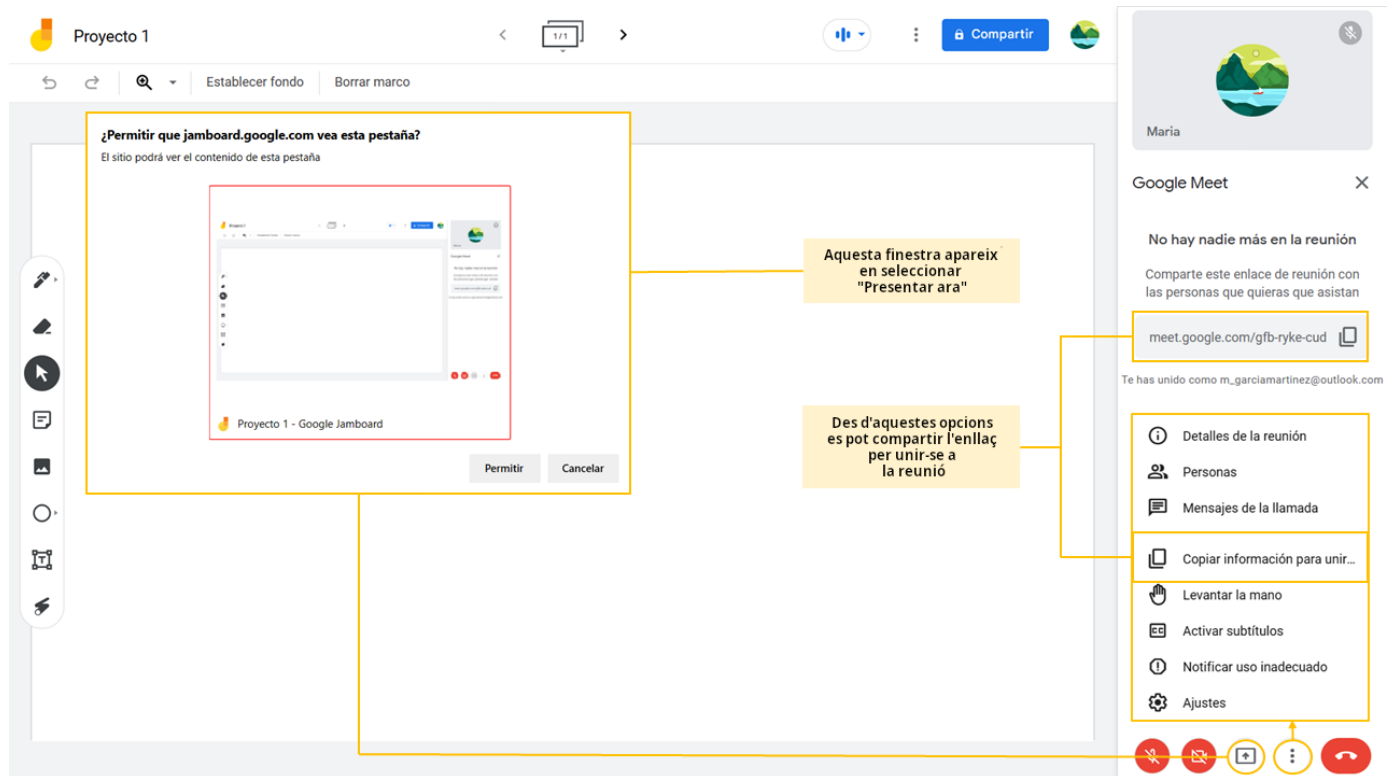 Proyecto 1
1/1
Compartir
Establecer fondo
Borrar marco
¿Permitir que jamboard.google.com vea esta pestaña?
El sitio podrá ver el contenido de esta pestaña
Proyecto 1 - Google Jamboard
Permitir
Cancelar
Aquesta finestra apareix
en seleccionar
"Presentar ara"
Des d'aquestes opcions
es pot compartir l'enllaç
per unir-se a
la reunió
Maria
Google Meet
No hay nadie más en la reunión
Comparte este enlace de reunión con
las personas que quieras que asistan
meet.google.com/gfb-ryke-cud
Te has unido como m_garciamartinez@outlook.com
Detalles de la reunión
Personas
Mensajes de la llamada
Copiar información para unir...
Levantar la mano
Activar subtítulos
Notificar uso inadecuado
Ajustes